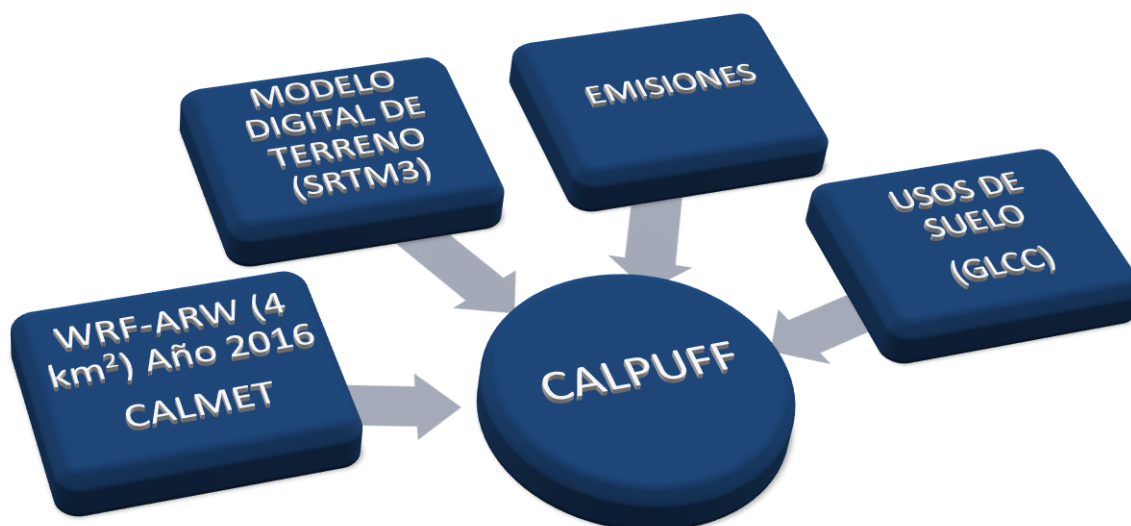 MODELO
DIGITAL DE
TERRENO
(SRTM3)
EMISIONES
USOS DE
SUELO
(GLCC)
WRF-ARW (4
km²) Año 2016
CALMET
CALPUFF